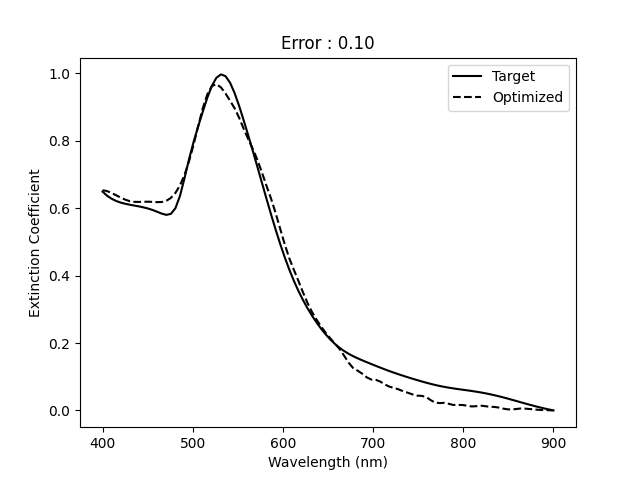 Error : 0.10
Target
Optimized
Extinction Coefficient
1.0
0.8
0.6
0.4
0.2
0.0
400 500 600 700 800 900
Wavelength (nm)